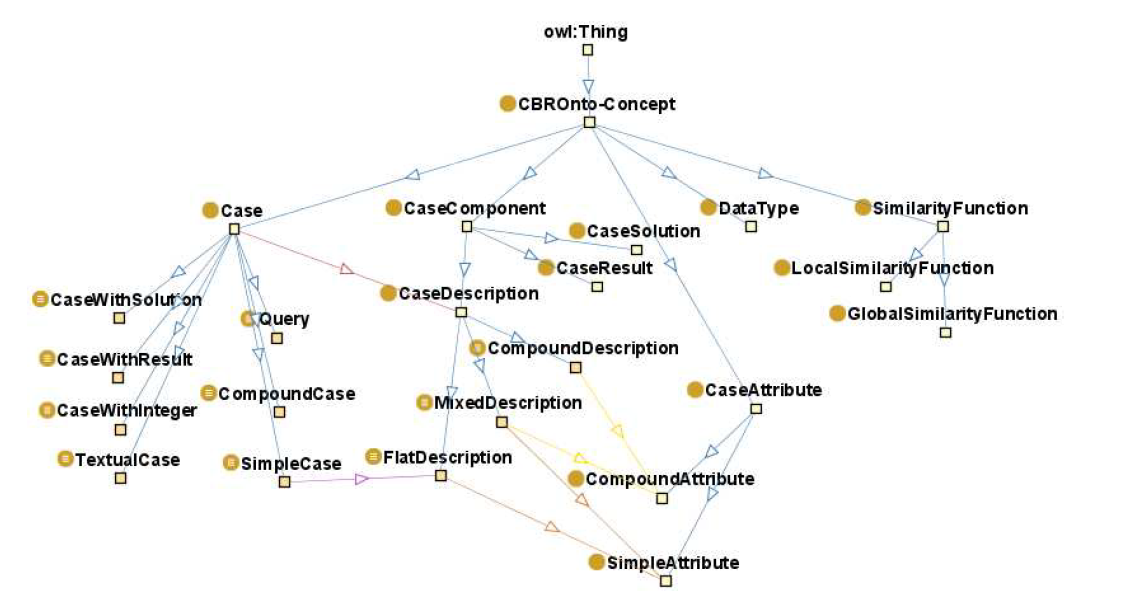 owl:Thing
CBROnto-Concept
Case
CaseComponent
DataType
SimilarityFunction
CaseSolution
CaseResult
LocalSimilarityFunction
CaseWithSolution
CaseDescription
Query
GlobalSimilarityFunction
CompoundDescription
CaseWithResult
CompoundCase
CaseAttribute
CaseWithInteger
MixedDescription
TextualCase
SimpleCase
FlatDescription
CompoundAttribute
SimpleAttribute